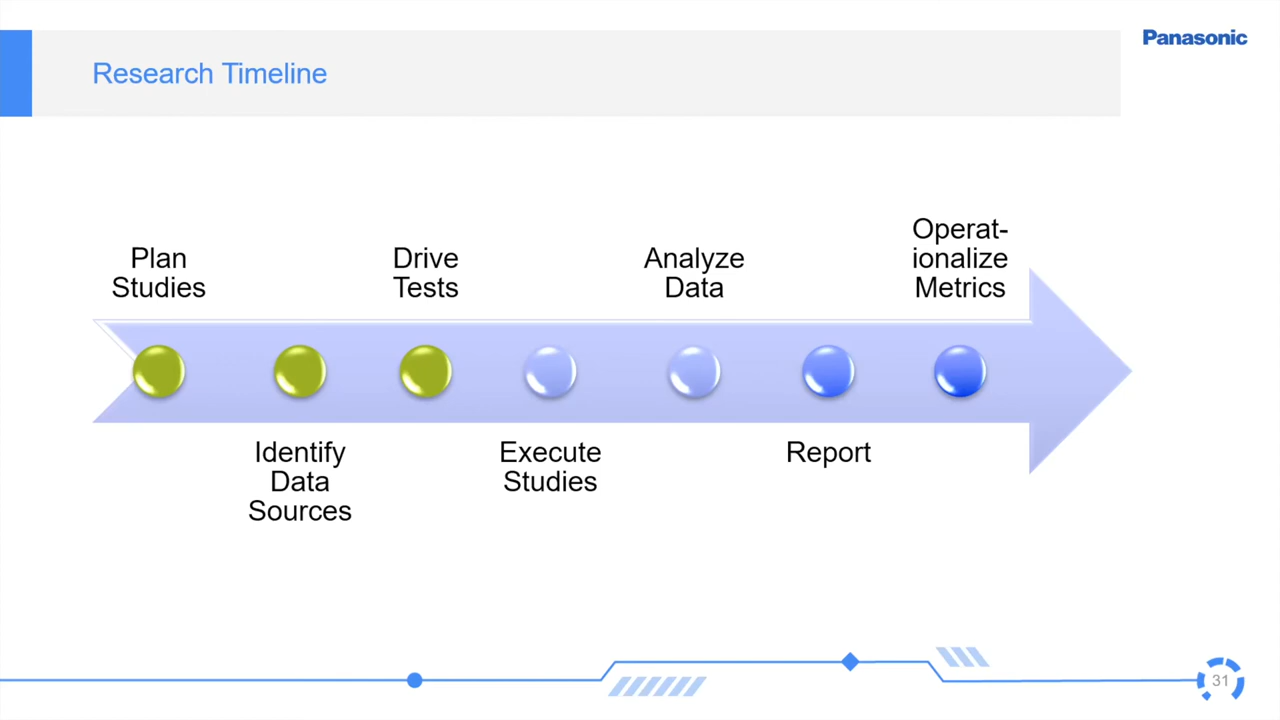 Panasonic
Research Timeline
Plan
Studies
Drive
Tests
Analyze
Data
Operat-
ionalize
Metrics
Identify
Data
Sources
Execute
Studies
Report
31